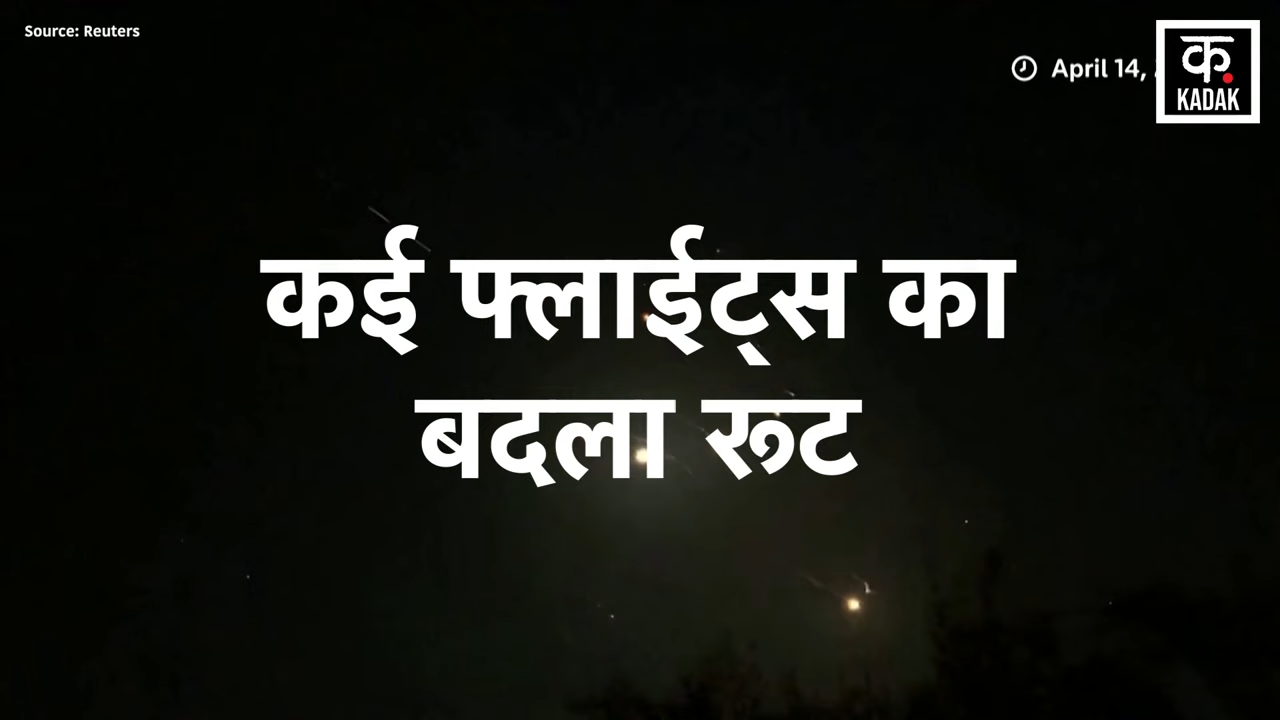 Source: Reuters
April 14,
क
KADAK
कई फ्लाईट्स का
बदला रूट